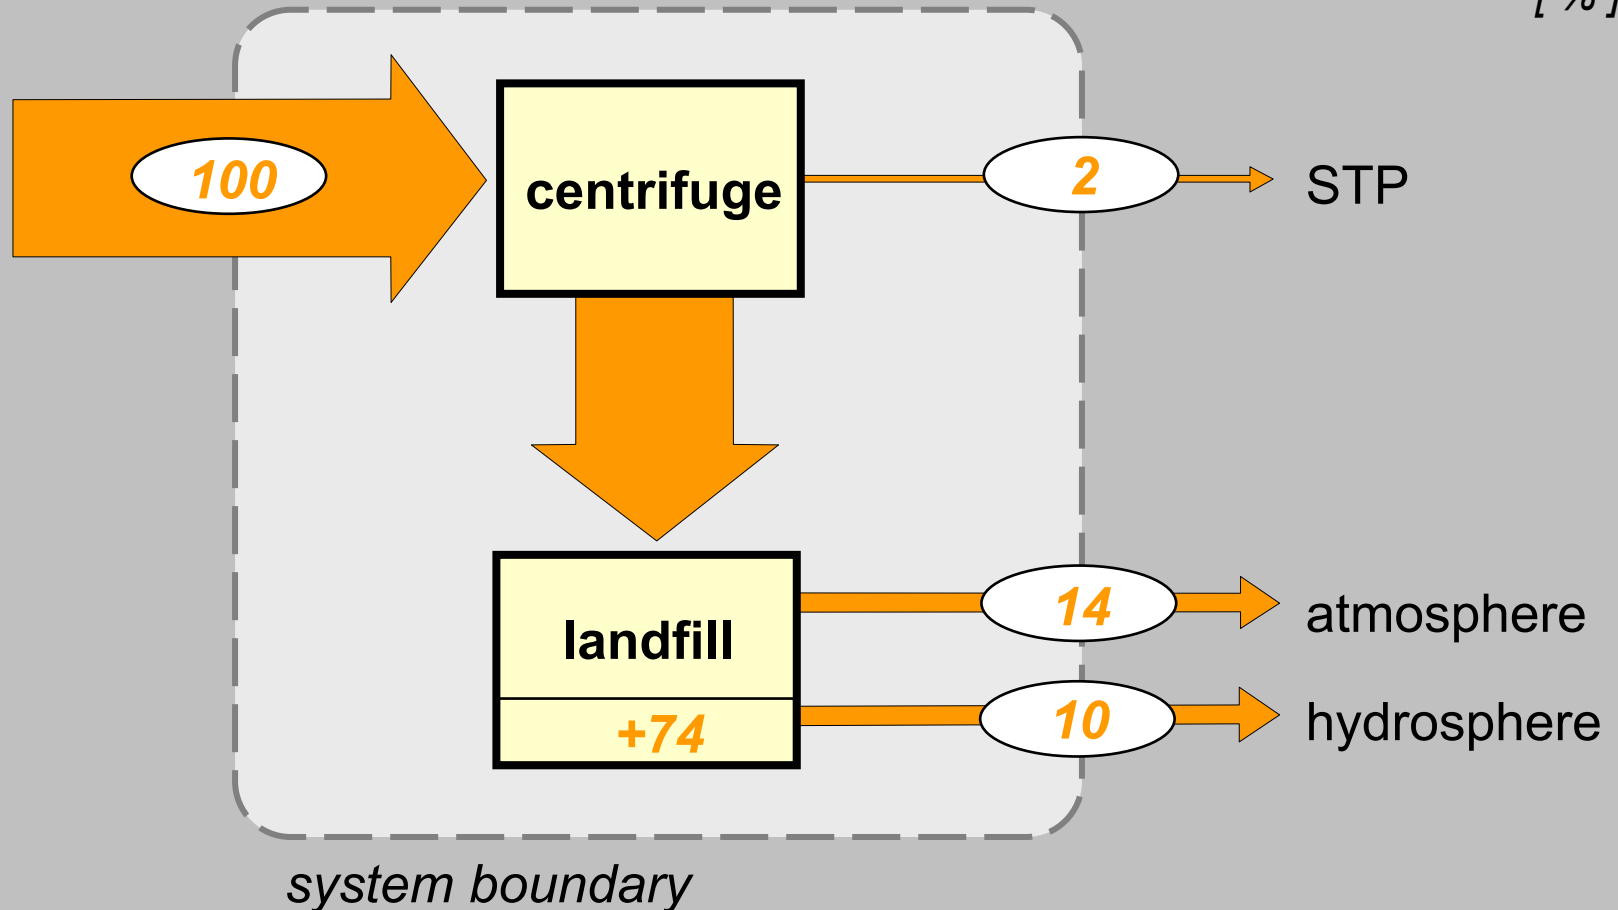 [ % ]
100
centrifuge
2
STP
landfill
+74
14
atmosphere
10
hydrosphere
system boundary